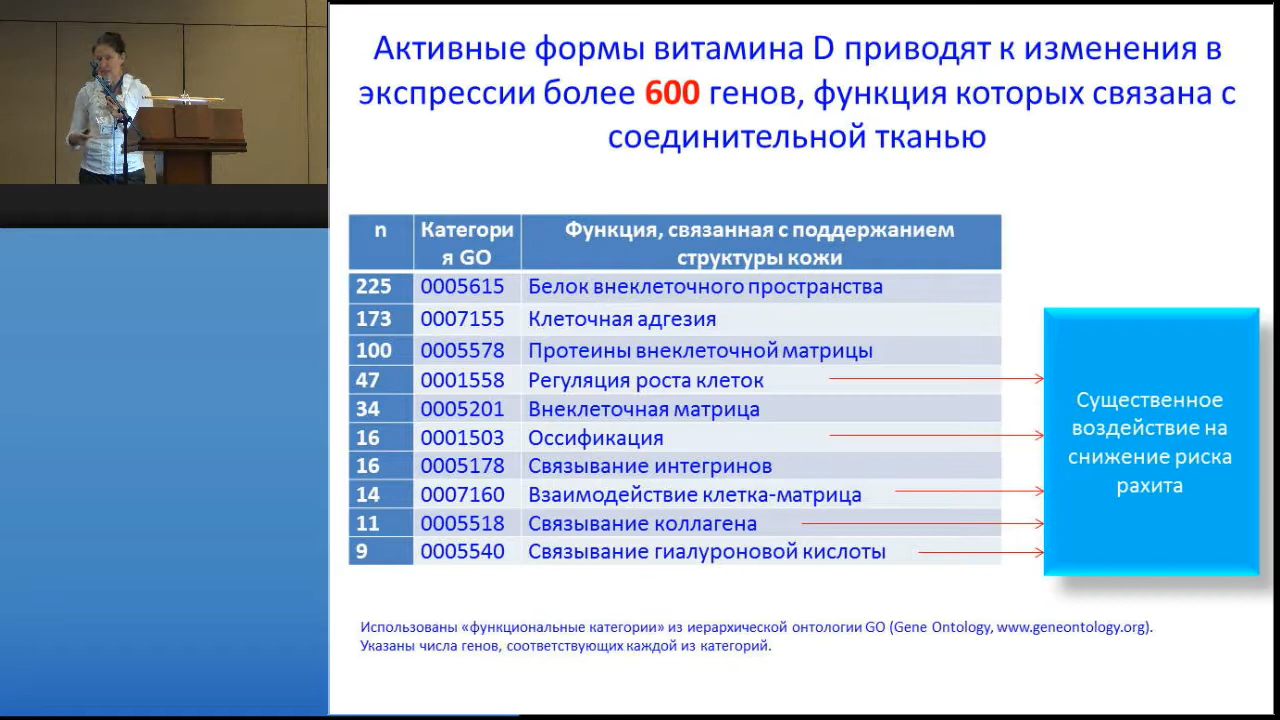 Активные формы витамина D приводят к изменения в
экспрессии более 600 генов, функция которых связана с
соединительной тканью
n Категори я GO Функция, связанная с поддержанием структуры кожи
225 0005615 Белок внеклеточного пространства
173 0007155 Клеточная адгезия
100 0005578 Протеины внеклеточной матрицы
47 0001558 Регуляция роста клеток
34 0005201 Внеклеточная матрица
16 0001503 Оссификация
16 0005178 Связывание интегринов
14 0007160 Взаимодействие клетка-матрица
11 0005518 Связывание коллагена
9 0005540 Связывание гиалуроновой кислоты
Существенное
воздействие на
снижение риска
рахита
Использованы «функциональные категории» из иерархической онтологии GO (Gene Ontology, www.geneontology.org).
Указаны числа генов, соответствующих каждой из категорий.